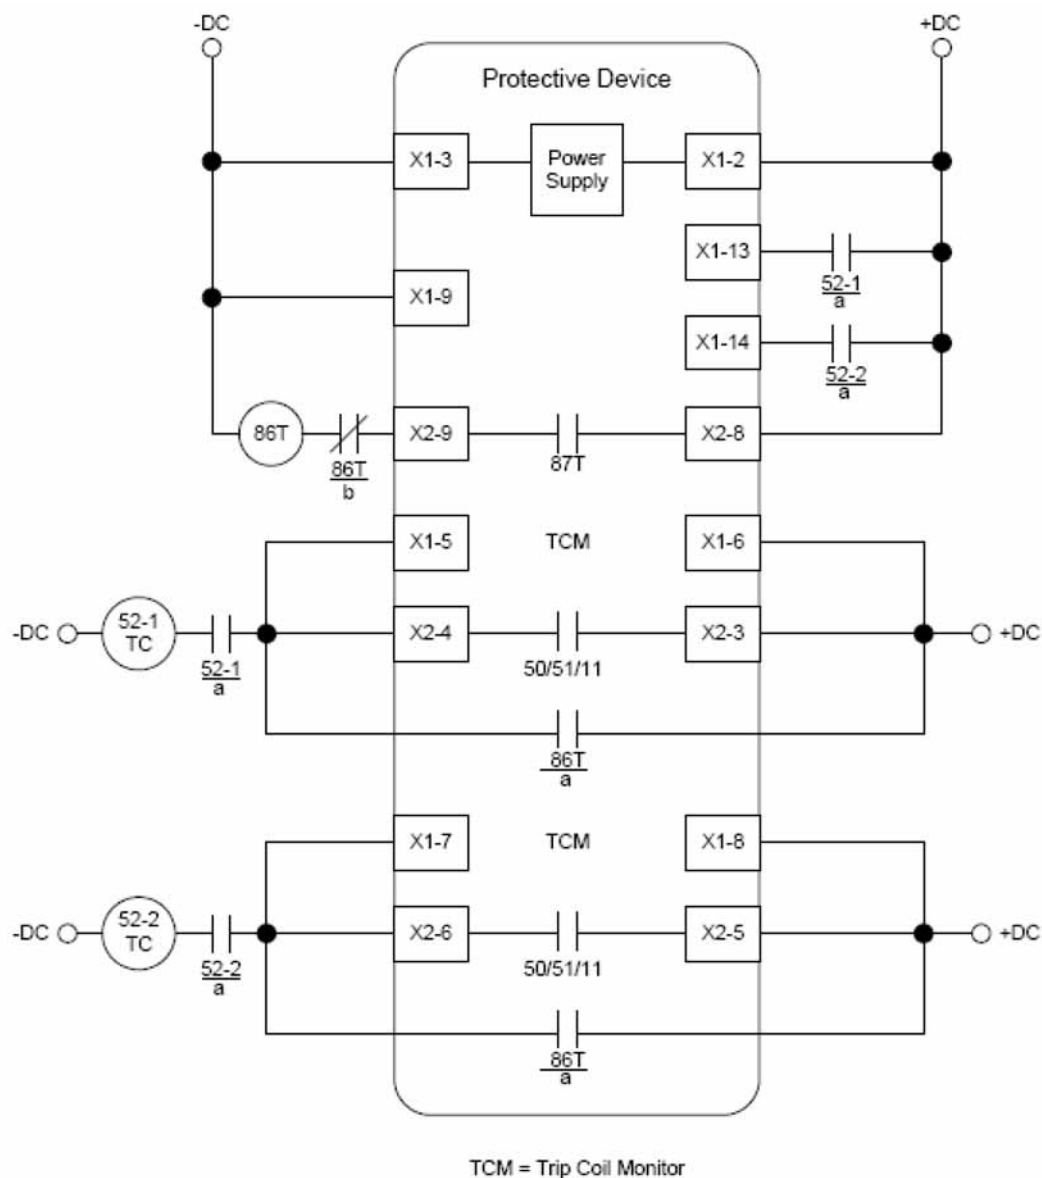 -DC
+DC
Protective Device
X1-3
Power
Supply
X1-2
X1-13
52-1
a
X1-9
X1-14
52-2
a
86T
86T
b
X2-9
87T
X2-8
X1-5
TCM
X1-6
-DC
52-1
TC
52-1
a
X2-4
50/51/11
X2-3
+DC
86T
a
X1-7
TCM
X1-8
-DC
52-2
TC
52-2
a
X2-6
50/51/11
X2-5
+DC
86T
a
TCM = Trip Coil Monitor